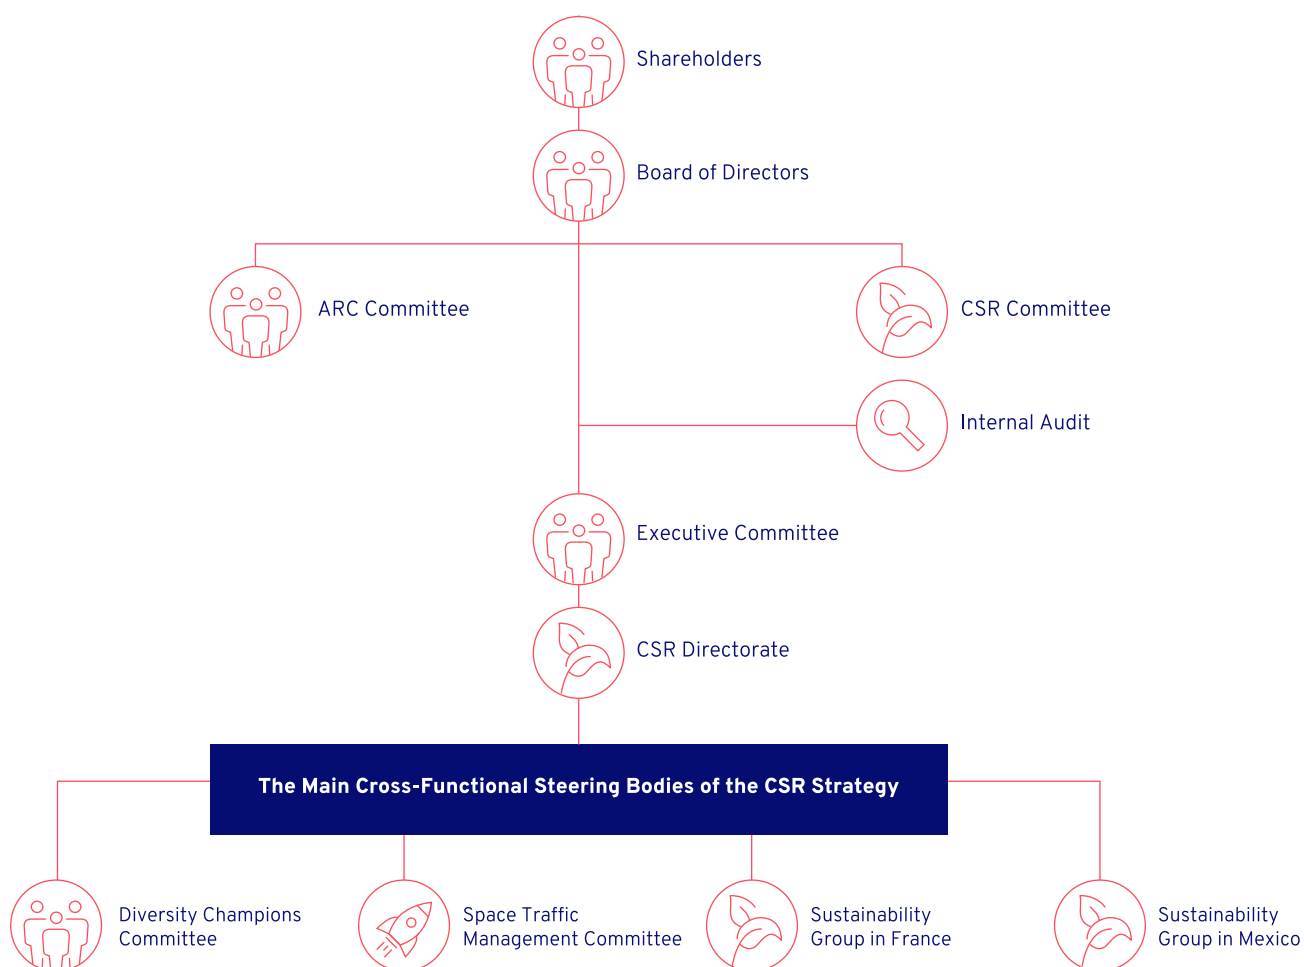 Shareholders
Board of Directors
ARC Committee
CSR Committee
Internal Audit
Executive Committee
CSR Directorate
The Main Cross-Functional Steering Bodies of the CSR Strategy
Diversity Champions
Committee
Space Traffic
Management Committee
Sustainability
Group in France
Sustainability
Group in Mexico